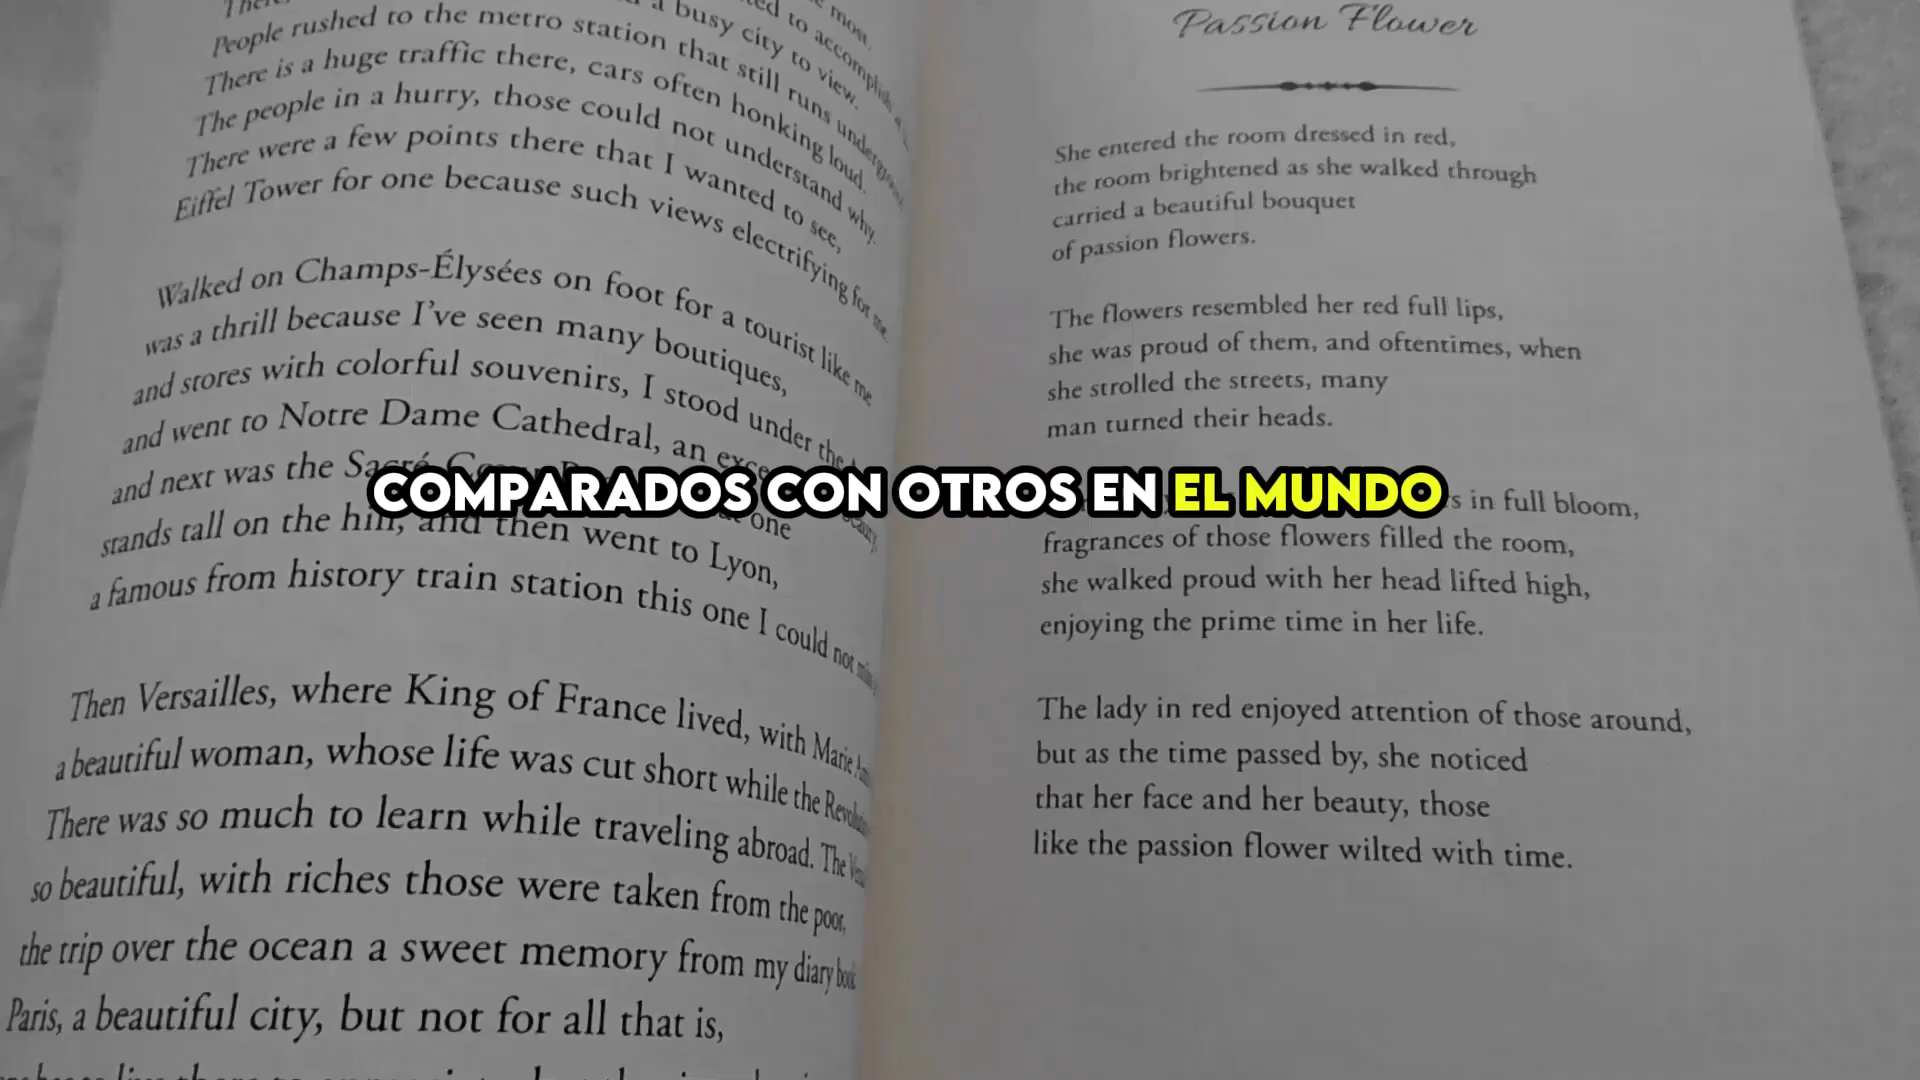 a busy city to view.
People rushed to the metro station that still runs
There is a huge traffic there, cars often honking loud.
The people in a hurry, those could not understand why.
There were a few points there that I wanted to see,
Eiffel Tower for one because such views electrifying for me.
Walked on Champs-Élysées on foot for a tourist like me
was a thrill because I've seen many boutiques,
and stores with colorful souvenirs, I stood under the
and went to Notre Dame Cathedral, an
and next was the Sacré
stands tall on the hill, and then went to Lyon,
a famous from history train station this one I could not
Then Versailles, where King of France lived, with Marie
a beautiful woman, whose life was cut short while the
There was so much to learn while traveling abroad. The
so beautiful, with riches those were taken from the poor,
the trip over the ocean a sweet memory from my diary book
Paris, a beautiful city, but not for all that is,
Passion Flower
She entered the room dressed in red,
the room brightened as she walked through
carried a beautiful bouquet
of passion flowers.
The flowers resembled her red full lips,
she was proud of them, and oftentimes, when
she strolled the streets, many
man turned their heads.
in full bloom,
fragrances of those flowers filled the room,
she walked proud with her head lifted high,
enjoying the prime time in her life.
The lady in red enjoyed attention of those around,
but as the time passed by, she noticed
that her face and her beauty, those
like the passion flower wilted with time.
COMPARADOS CON OTROS EN EL MUNDO